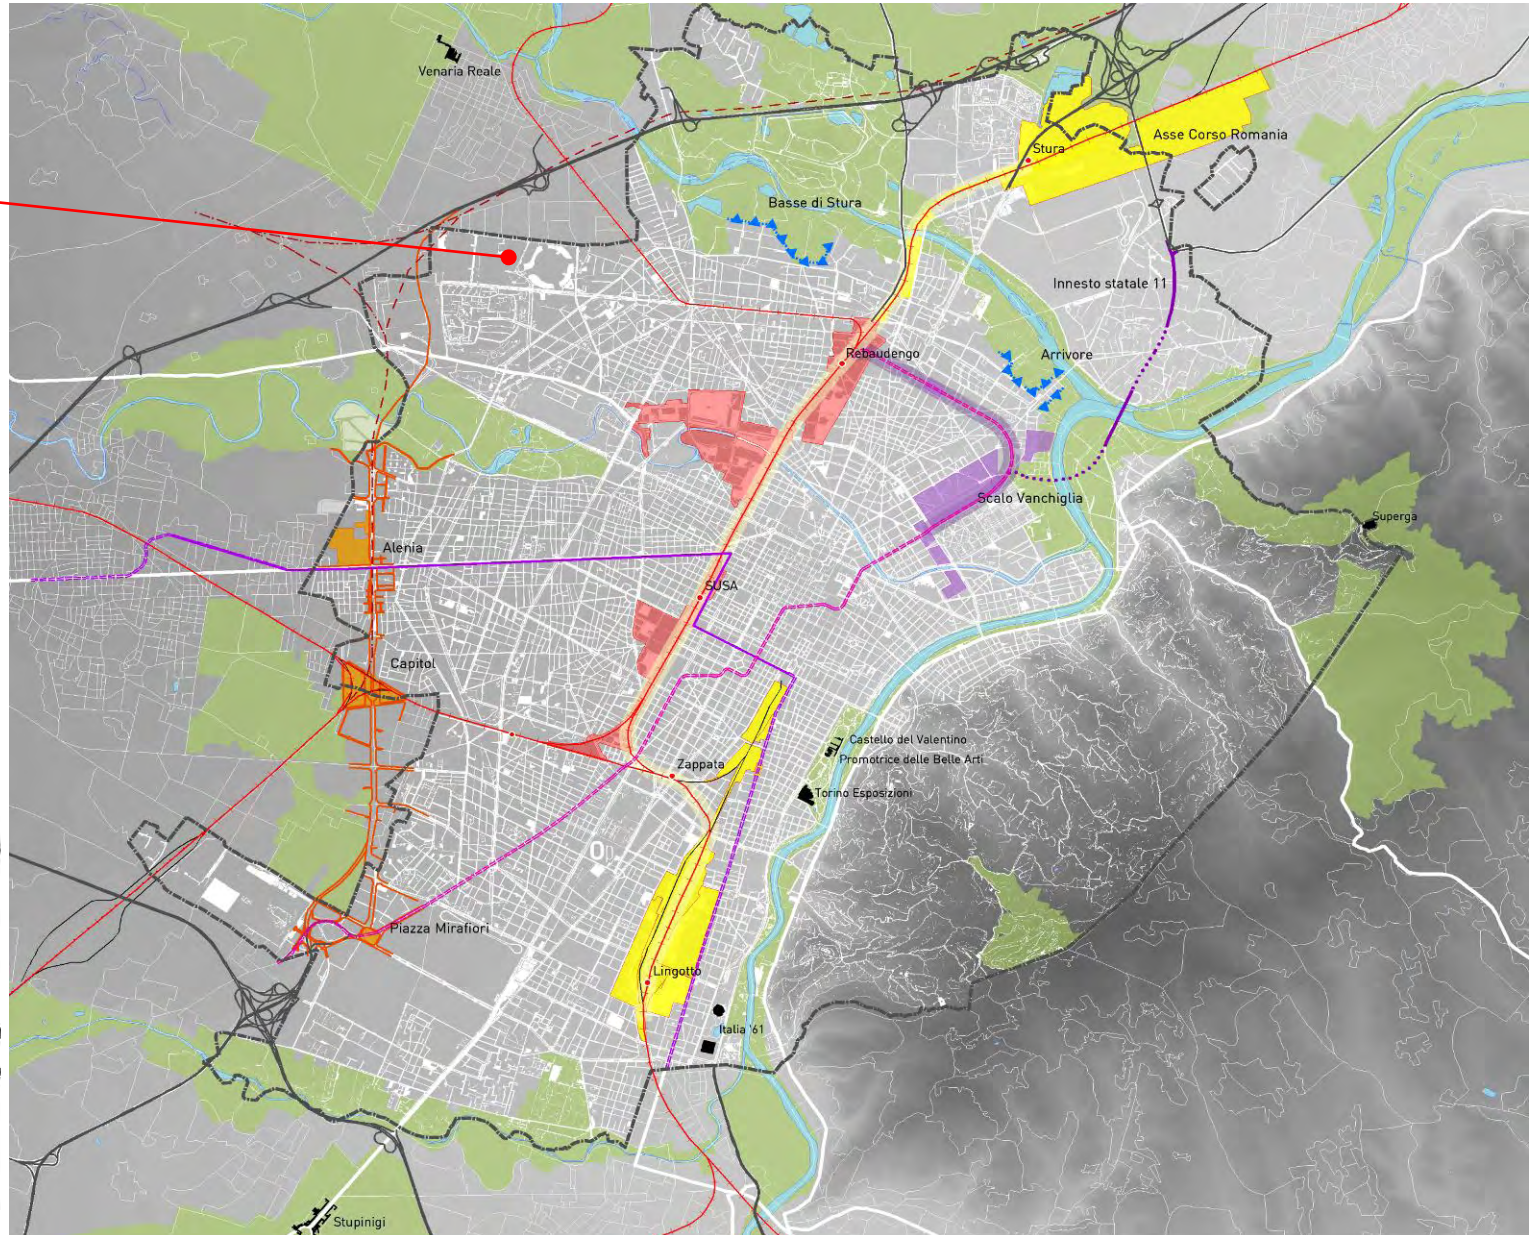 Venaria Reale
Asse Corso Romania
Stura
Basse di Stura
Innesto statale 11
Rebaudengo
Arrivore
Scalo Vanchiglia
Superga
Alenia
SUSA
Capitol
Castello del Valentino
Promotrice delle Belle Arti
Zappata
Torino Esposizioni
Piazza Mirafiori
Lingotto
Italia '61
Stupinigi